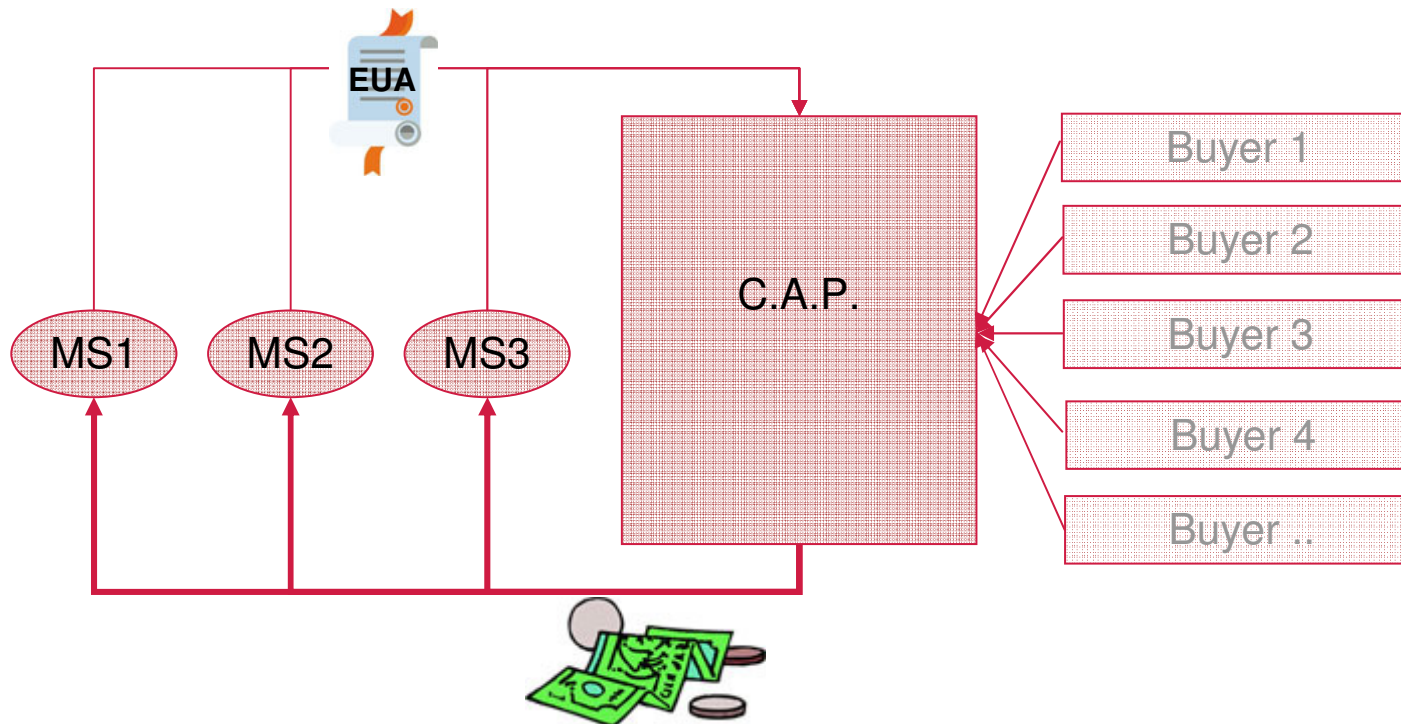 EUA
C.A.P.
MS1
MS2
MS3
Buyer 1
Buyer 2
Buyer 3
Buyer 4
Buyer ..